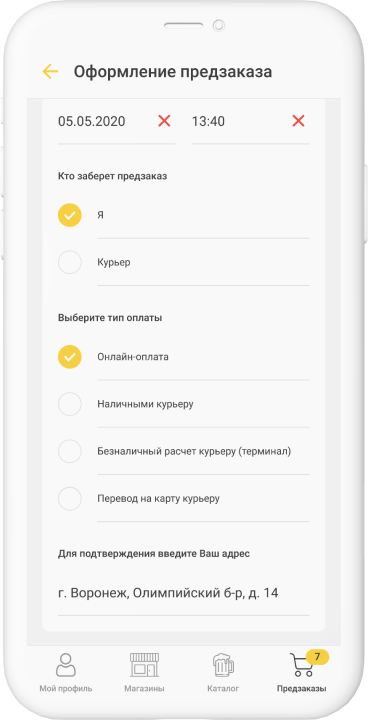 Оформление предзаказа
05.05.2020 13:40
Кто заберет предзаказ
Я
Курьер
Выберите тип оплаты
Онлайн-оплата
Наличными курьеру
Безналичный расчет курьеру (терминал)
Перевод на карту курьеру
Для подтверждения введите Ваш адрес
г. Воронеж, Олимпийский б-р, д. 14
7
Мой профиль Магазины Каталог Предзаказы